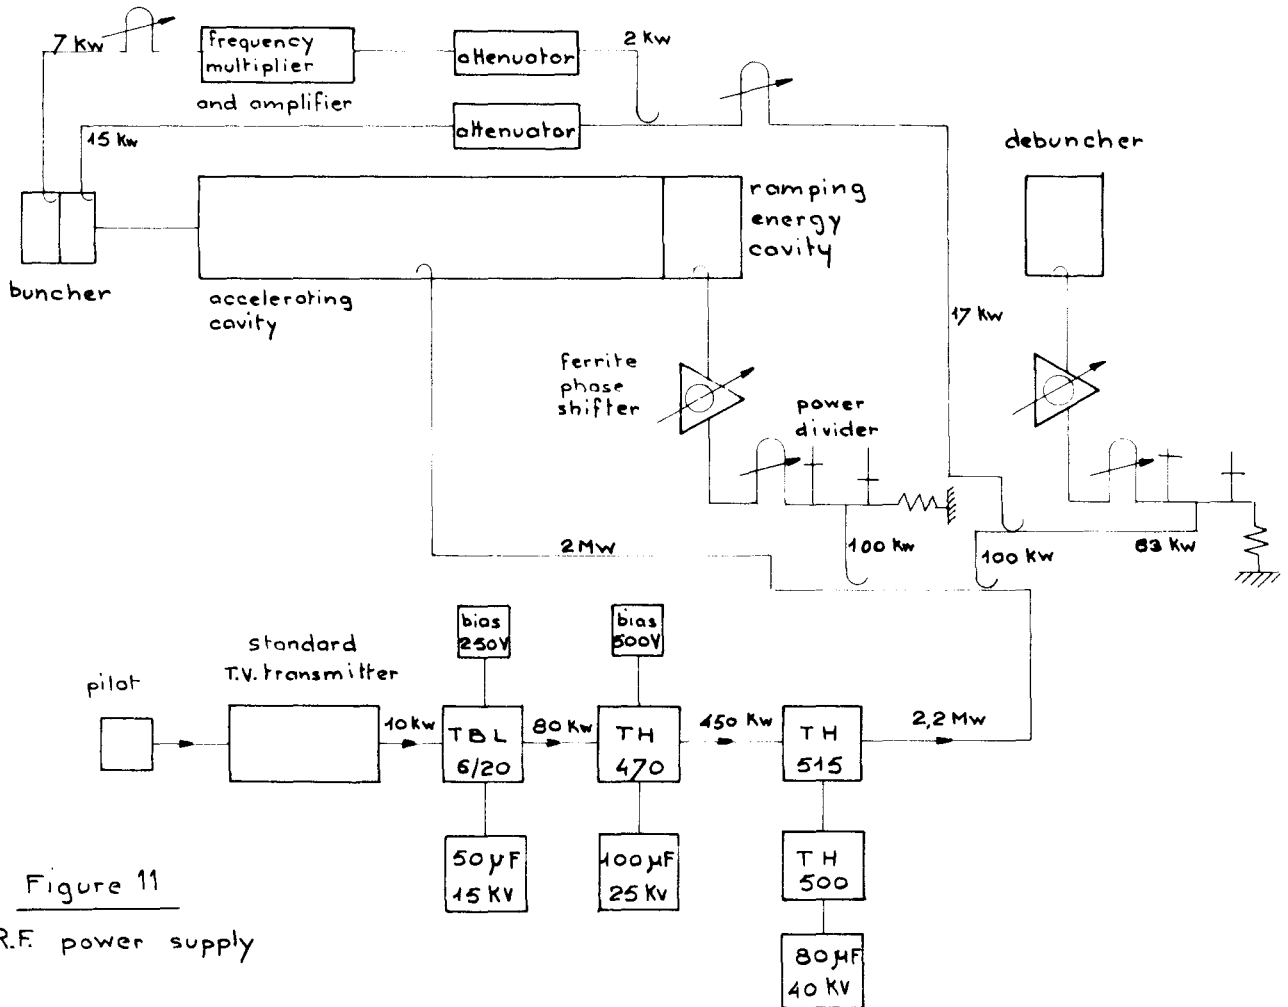 7 Kw
frequency
multiplier
and amplifier
attenuator
2 Kw
15 Kw
attenuator
debuncher
ramping
energy
cavity
buncher
accelerating
cavity
17 Kw
ferrite
phase
shifter
power
divider
2 Mw
100 Kw
100 Kw
83 Kw
bias
250V
bias
500V
standard
T.V. transmitter
pilot
10 Kw
TBL
6/20
80 Kw
TH
470
450 Kw
TH
515
2,2 Mw
50 µF
15 KV
100 µF
25 KV
TH
500
80 µF
40 KV
Figure 11
R.F. power supply